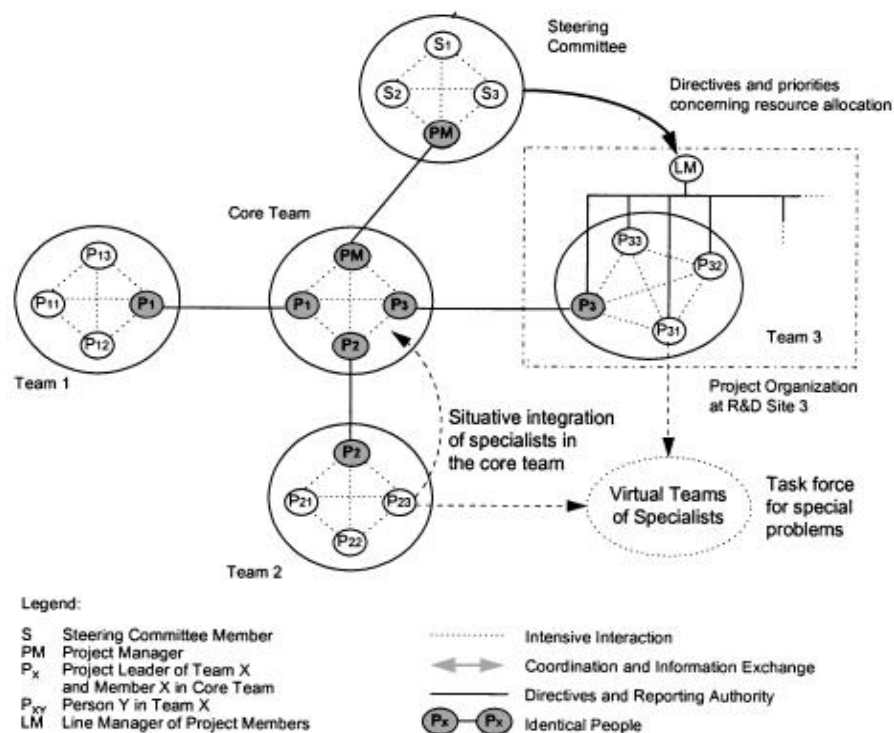 Steering
Committee
S1
S2
S3
PM
Directives and priorities
concerning resource allocation
LM
Core Team
PM
P1
P3
P2
P13
P11
P1
P12
Team 1
P33
P32
P3
P31
Team 3
Project Organization
at R&D Site 3
Situative integration
of specialists in
the core team
P2
P21
P23
P22
Team 2
Virtual Teams
of Specialists
Task force
for special
problems
Legend:
S Steering Committee Member
PM Project Manager
PX Project Leader of Team X
and Member X in Core Team
PXY Person Y in Team X
LM Line Manager of Project Members
Intensive Interaction
Coordination and Information Exchange
Directives and Reporting Authority
PX PX Identical People